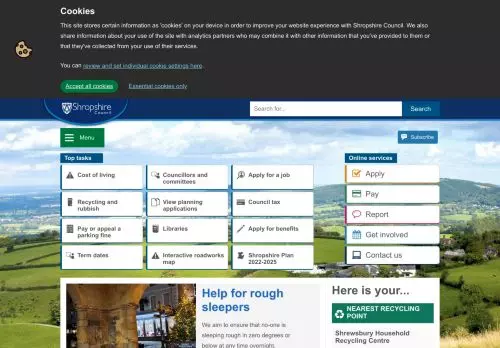 Cookies
This site stores certain information as 'cookies' on your device in order to improve your website experience with Shropshire Council. We also
share information about your use of the site with analytics partners who may combine it with other information that you've provided to them or
that they've collected from your use of their services.
You can review and set individual cookie settings here.
Accept all cookies
Essential cookies only
Shropshire
Council
Search for...
Search
Menu
Subscribe
Top tasks
Cost of living
Councillors and
committees
Apply for a job
Recycling and
rubbish
View planning
applications
Council tax
Pay or appeal a
parking fine
Libraries
Apply for benefits
Term dates
Interactive roadworks
map
Shropshire Plan
2022-2025
Online services
Apply
Pay
Report
Get involved
Contact us
Help for rough
sleepers
We aim to ensure that no-one is
sleeping rough in zero degrees or
below at any time overnight.
Here is your...
NEAREST RECYCLING
POINT
Shrewsbury Household
Recycling Centre